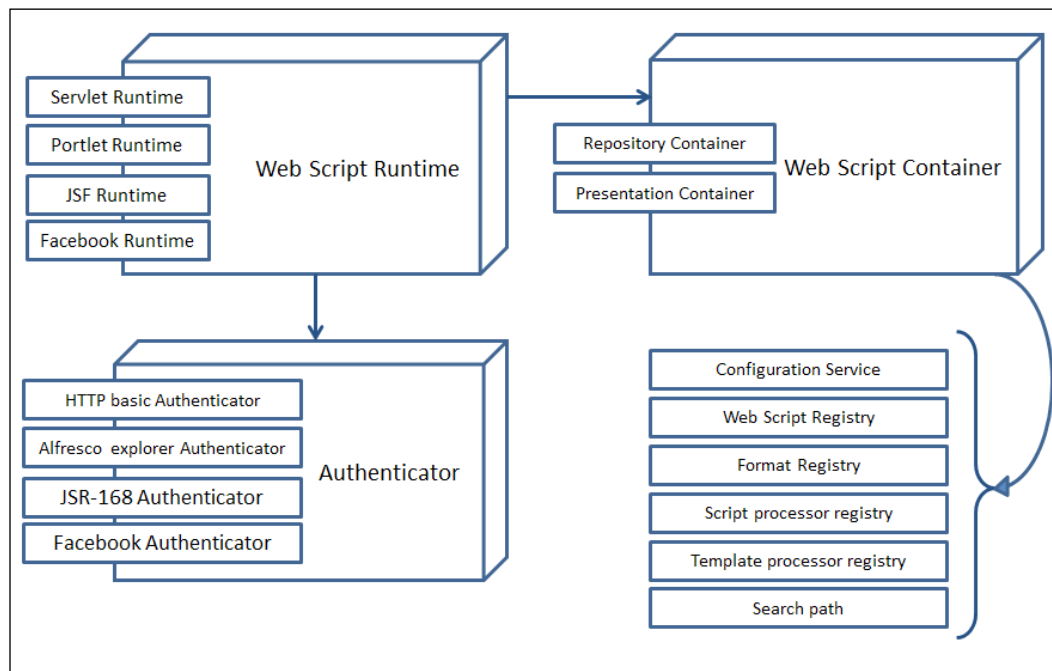 Servlet Runtime
Portlet Runtime
JSF Runtime
Facebook Runtime
Web Script Runtime
Repository Container
Presentation Container
Web Script Container
HTTP basic Authenticator
Alfresco explorer Authenticator
JSR-168 Authenticator
Facebook Authenticator
Authenticator
Configuration Service
Web Script Registry
Format Registry
Script processor registry
Template processor registry
Search path